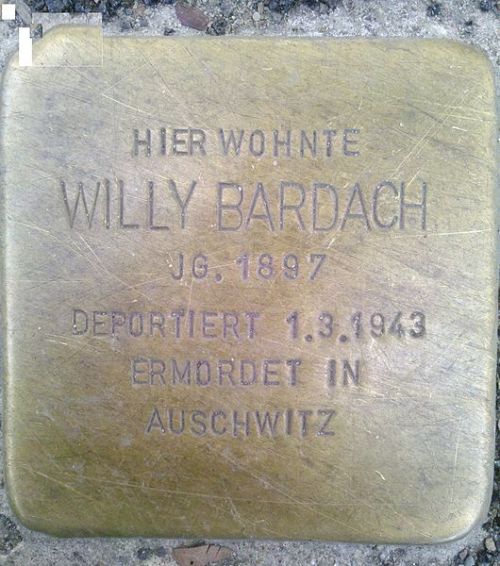 HIER WOHNTE
WILLY BARDACH
JG. 1897
DEPORTIERT 1.3.1943
ERMORDET IN
AUSCHWITZ